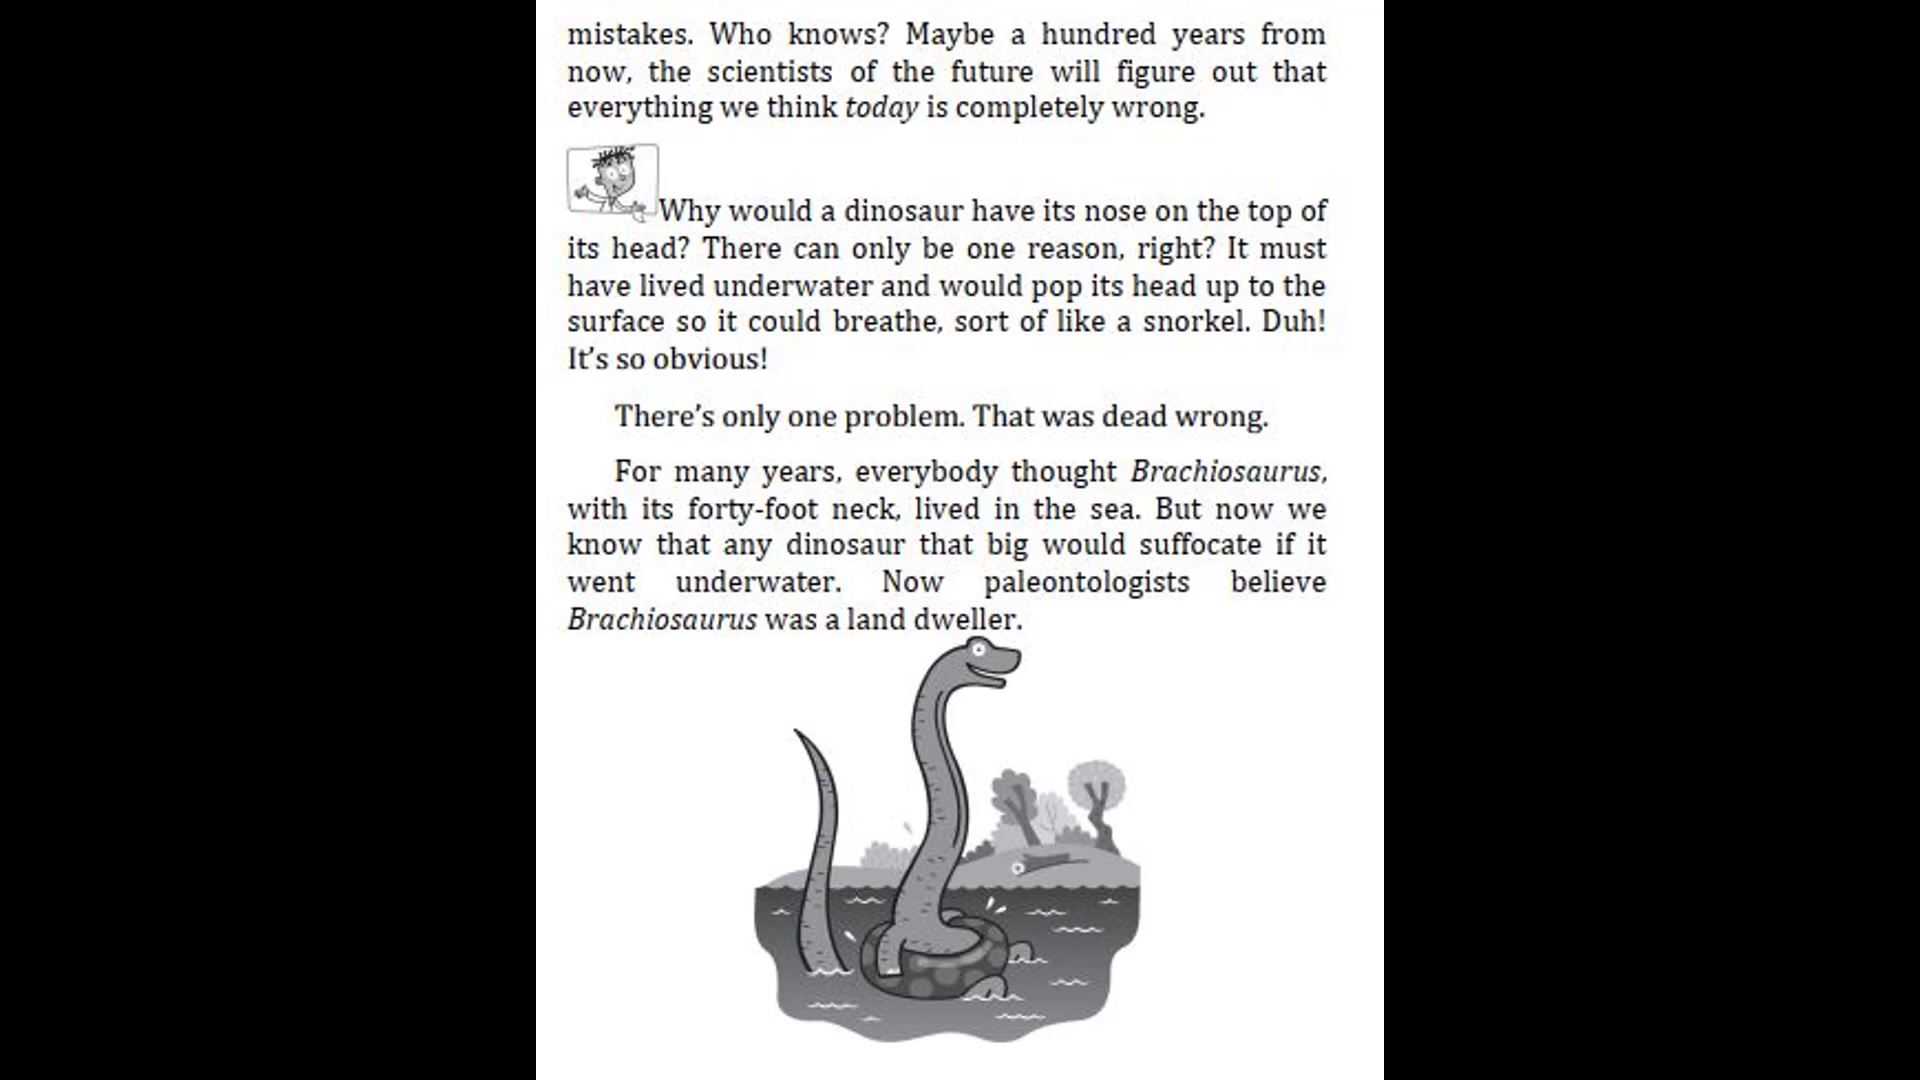 mistakes. Who knows? Maybe a hundred years from
now, the scientists of the future will figure out that
everything we think today is completely wrong.
Why would a dinosaur have its nose on the top of
its head? There can only be one reason, right? It must
have lived underwater and would pop its head up to the
surface so it could breathe, sort of like a snorkel. Duh!
It’s so obvious!
There’s only one problem. That was dead wrong.
For many years, everybody thought Brachiosaurus,
with its forty-foot neck, lived in the sea. But now we
know that any dinosaur that big would suffocate if it
went underwater. Now paleontologists believe
Brachiosaurus was a land dweller.